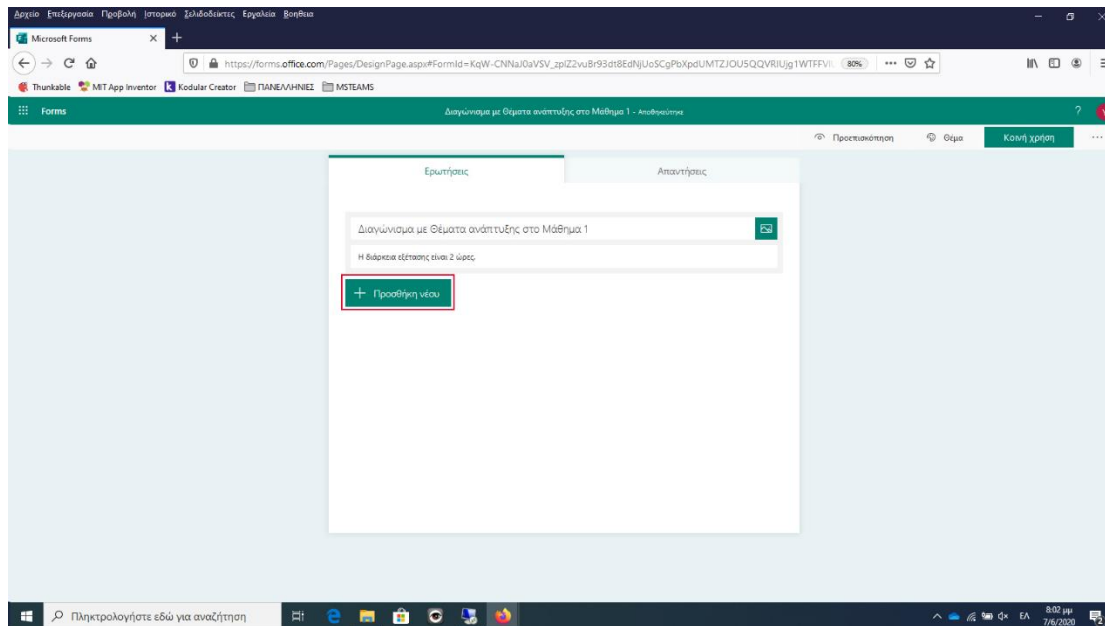 Αρχείο Επεξεργασία Προβολή Ιστορικό Σελιδοδείκτες Εργαλεία Βοήθεια
Microsoft Forms
https://forms.office.com/Pages/DesignPage.aspx#FormId=KqW-CNNaJ0aVSV_zpIZ2vuBr93dt8EdNjUoSCgPbXpdUMTZJOU5QQVRIUjg1WTFFVl 80%
Thunkable MIT App Inventor Kodular Creator ΠΑΝΕΛΛΗΝΙΕΣ MSTEAMS
Forms Διαγώνισμα με Θέματα ανάπτυξης στο Μάθημα 1 - Αποθηκεύτηκε ?
Προεπισκόπηση Θέμα Κοινή χρήση
Ερωτήσεις Απαντήσεις
Διαγώνισμα με Θέματα ανάπτυξης στο Μάθημα 1
Η διάρκεια εξέτασης είναι 2 ώρες.
+ Προσθήκη νέου
Πληκτρολογήστε εδώ για αναζήτηση
ΕΛ 8:02 μμ
7/6/2020